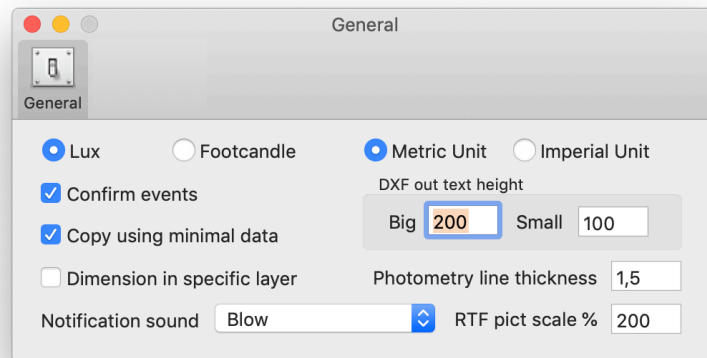 General
General
Lux Footcandle Metric Unit Imperial Unit
Confirm events
DXF out text height
Big 200 Small 100
Copy using minimal data
Dimension in specific layer
Photometry line thickness 1,5
Notification sound Blow
RTF pict scale % 200